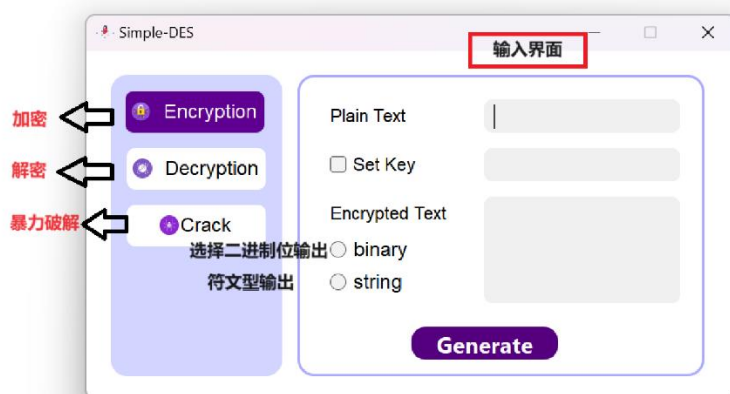 Simple-DES
输入界面
加密
Encryption
Plain Text
解密
Decryption
Set Key
暴力破解
Crack
Encrypted Text
选择二进制位输出
binary
符文型输出
string
Generate